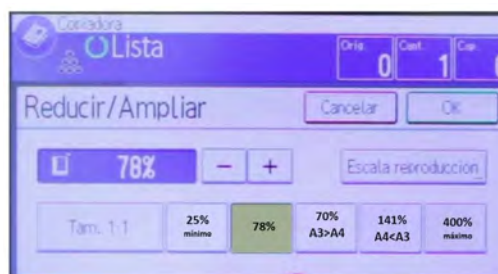 Copiadora
Lista
Orig. Cant. Cop.
0 1
Reducir/Ampliar Cancelar OK
78% - + Escala reproducción
Tam. 1:1 25% mínimo 78% 70% A3>A4 141% A4<A3 400% máximo